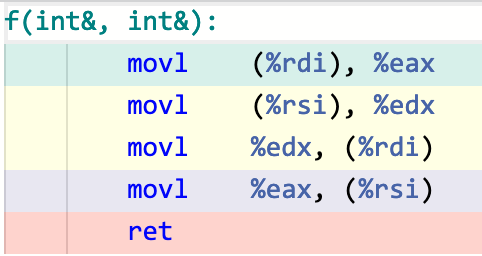 f(int&, int&):
movl (%rdi), %eax
movl (%rsi), %edx
movl %edx, (%rdi)
movl %eax, (%rsi)
ret